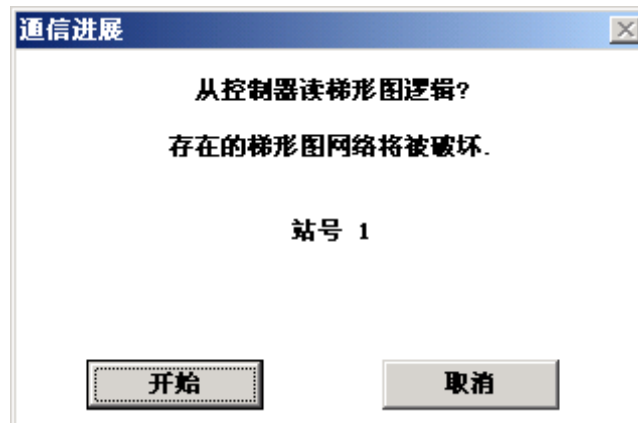 通信进展
从控制器读梯形图逻辑?
存在的梯形图网络将被破坏.
站号 1
开始
取消